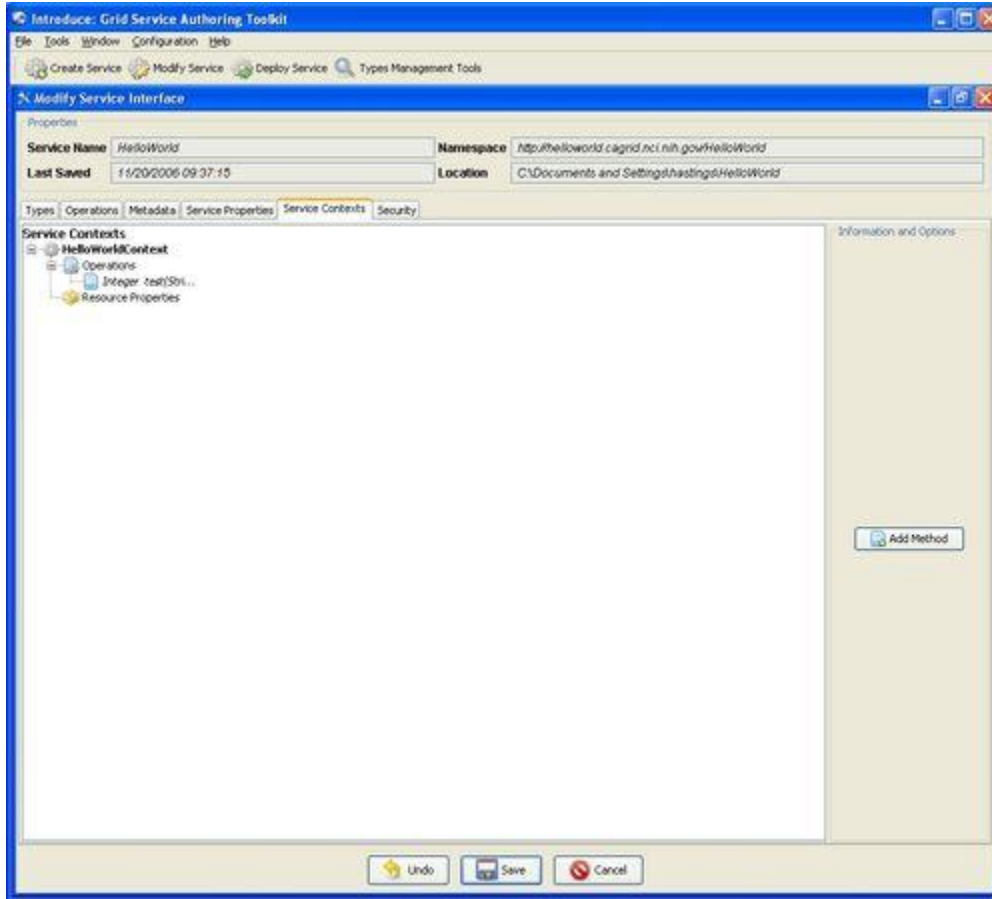 Introduce: Grid Service Authoring Toolkit
File Tools Window Configuration Help
Create Service Modify Service Deploy Service Types Management Tools
Modify Service Interface
Properties
Service Name HelloWorld Namespace http://helloworld.cagrid.nci.nih.gov/HelloWorld
Last Saved 11/20/2006 09:37:15 Location C:\Documents and Settings\hastings\HelloWorld
Types Operations Metadata Service Properties Service Contexts Security
Service Contexts Information and Options
HelloWorldContext
Operations
Integer test(Stri...
Resource Properties
Add Method
Undo Save Cancel